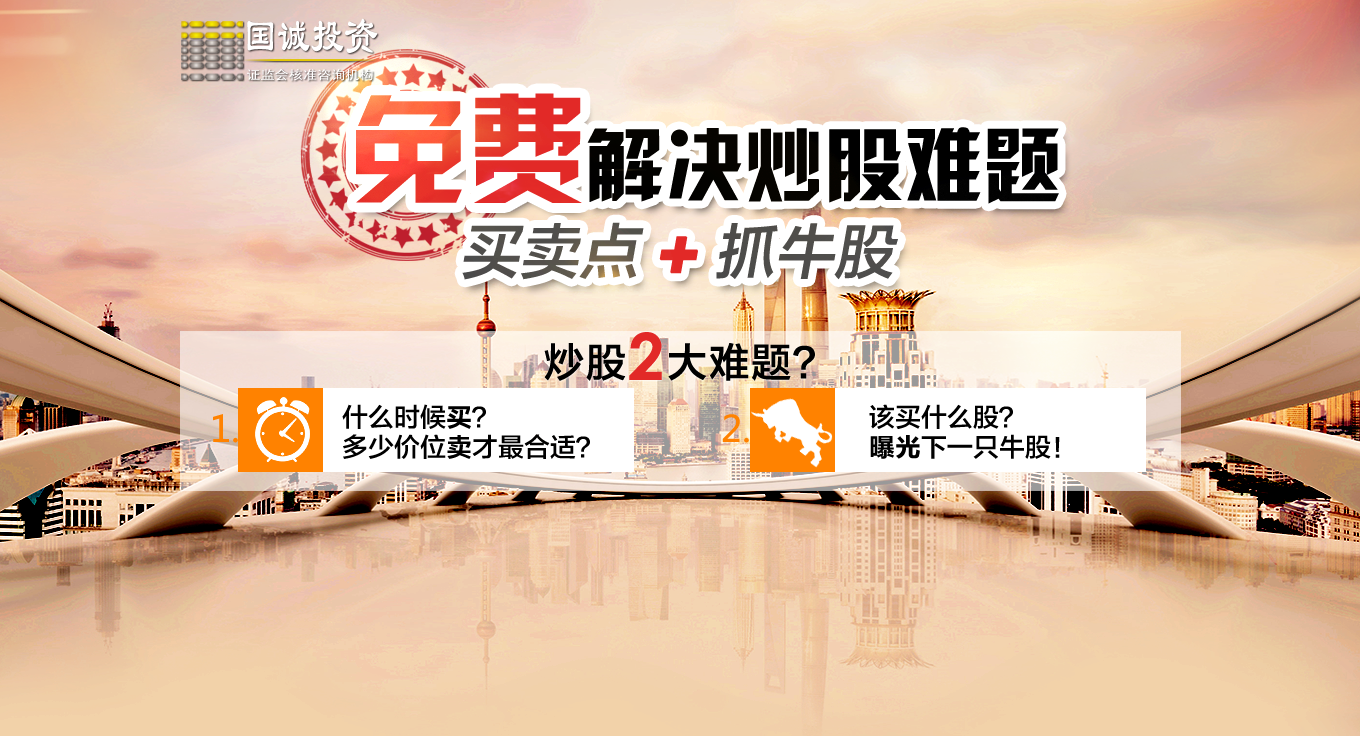 国诚投资
证监会核准咨询机构
免费解决炒股难题
买卖点+抓牛股
炒股2大难题?
1.
什么时候买?
多少价位卖才最合适?
2.
该买什么股?
曝光下一只牛股!